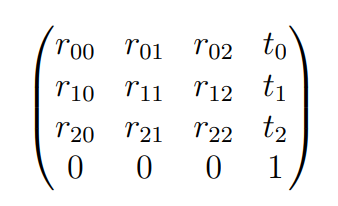 r₀₀ r₀₁ r₀₂ t₀
r₁₀ r₁₁ r₁₂ t₁
r₂₀ r₂₁ r₂₂ t₂
0 0 0 1